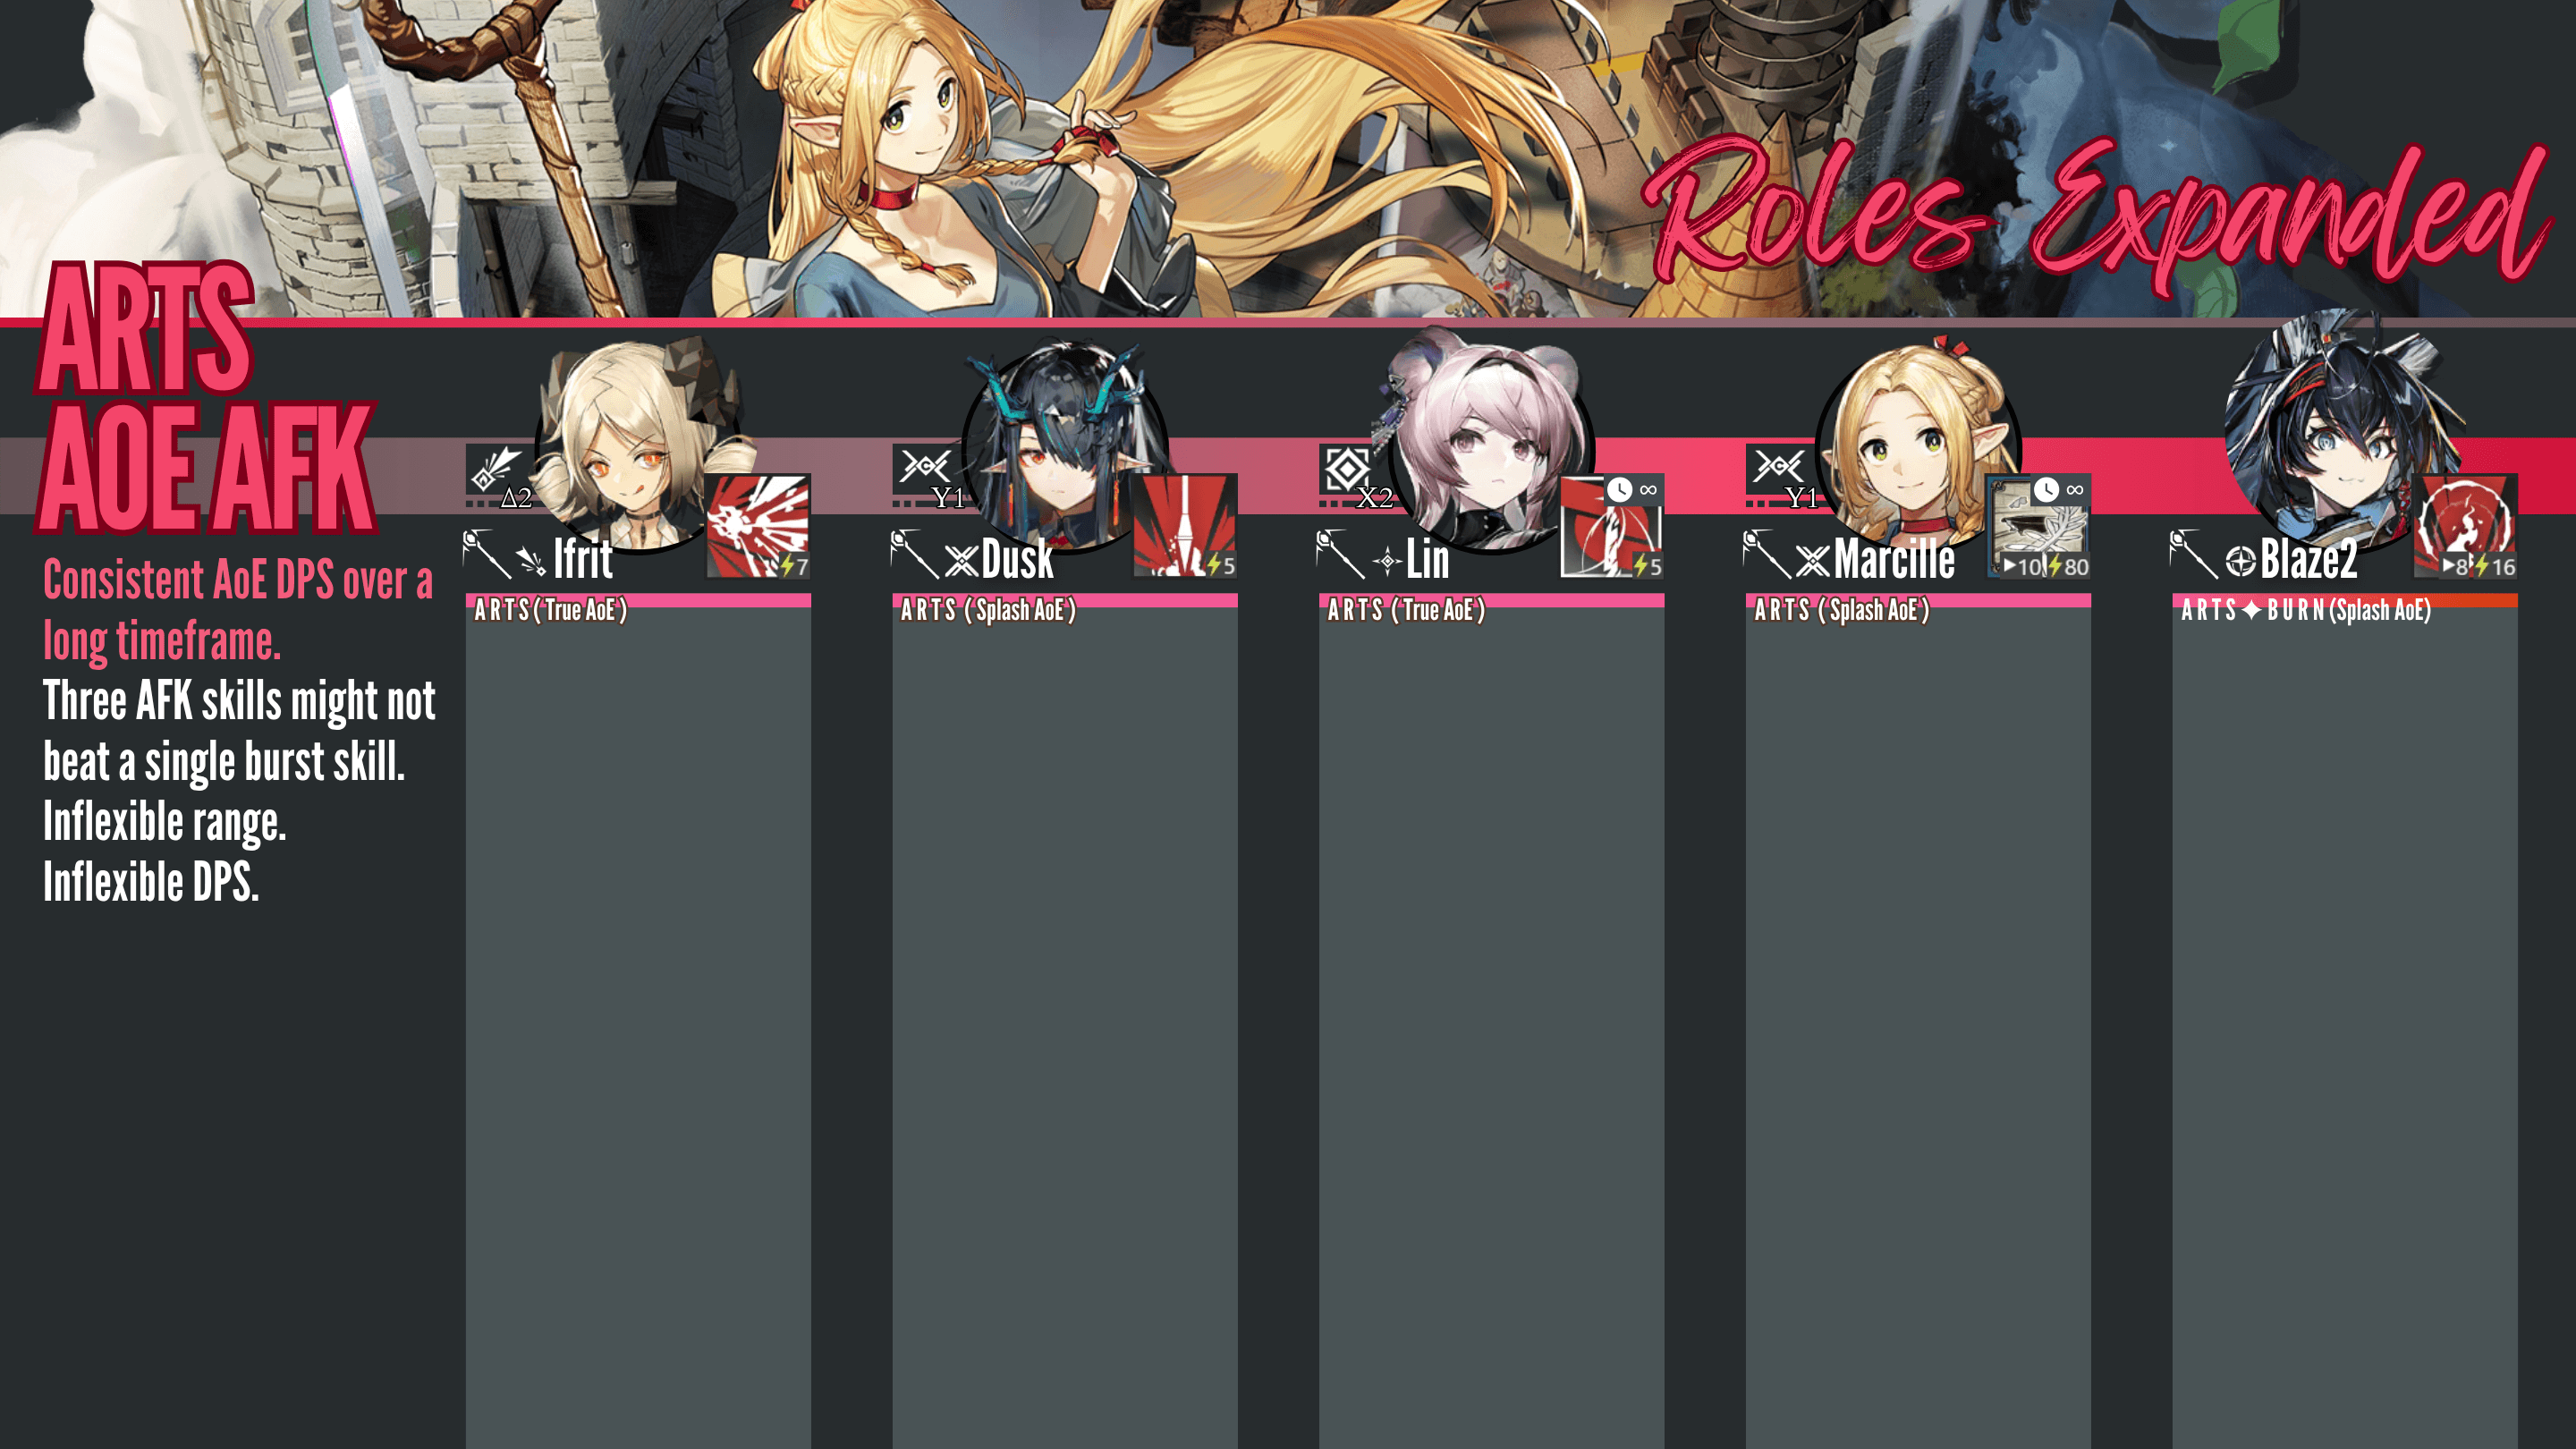 Roles Expanded
ARTS
AOE AFK
Consistent AoE DPS over a
long timeframe.
Three AFK skills might not
beat a single burst skill.
Inflexible range.
Inflexible DPS.
Δ2
7
Ifrit
ARTS (True AoE)
Y1
5
Dusk
ARTS (Splash AoE)
X2
∞
5
Lin
ARTS (True AoE)
Y1
∞
10 80
Marcille
ARTS (Splash AoE)
8 16
Blaze2
ARTS ✦ BURN (Splash AoE)